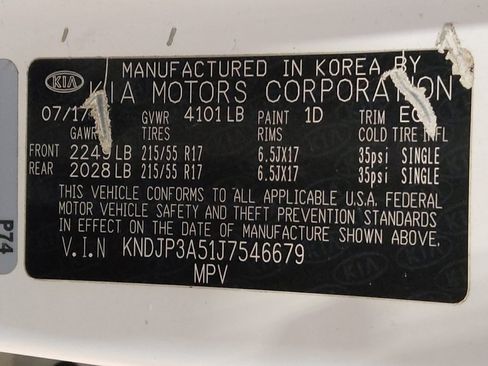 MANUFACTURED IN KOREA BY
KIA KIA MOTORS CORPORATION
07/17 GVWR 4101 LB PAINT 1D TRIM
GAWR TIRES RIMS COLD TIRE INFL
FRONT 2249 LB 215/55 R17 6.5JX17 35psi SINGLE
REAR 2028 LB 215/55 R17 6.5JX17 35psi SINGLE
THIS VEHICLE CONFORMS TO ALL APPLICABLE U.S.A. FEDERAL
MOTOR VEHICLE SAFETY AND THEFT PREVENTION STANDARDS
IN EFFECT ON THE DATE OF MANUFACTURE SHOWN ABOVE.
V.I.N KNDJP3A51J7546679
MPV
P74